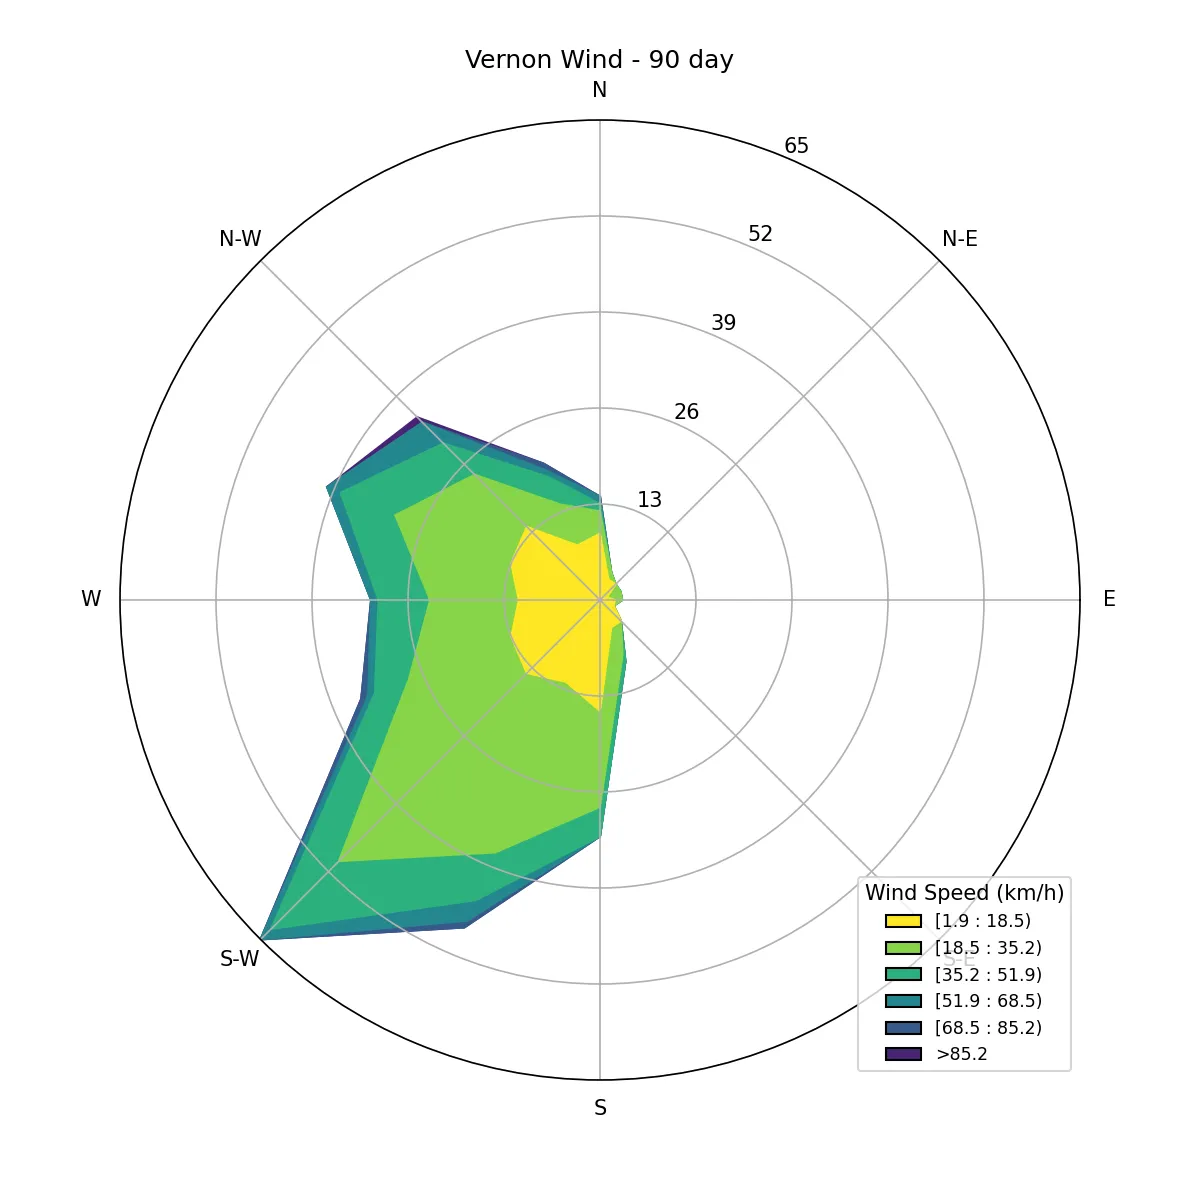 Vernon Wind - 90 day
N
65
N-W
52
N-E
39
26
13
W
E
Wind Speed (km/h)
[1.9 : 18.5)
[18.5 : 35.2)
S-W
S-E
[35.2 : 51.9)
[51.9 : 68.5)
[68.5 : 85.2)
>85.2
S